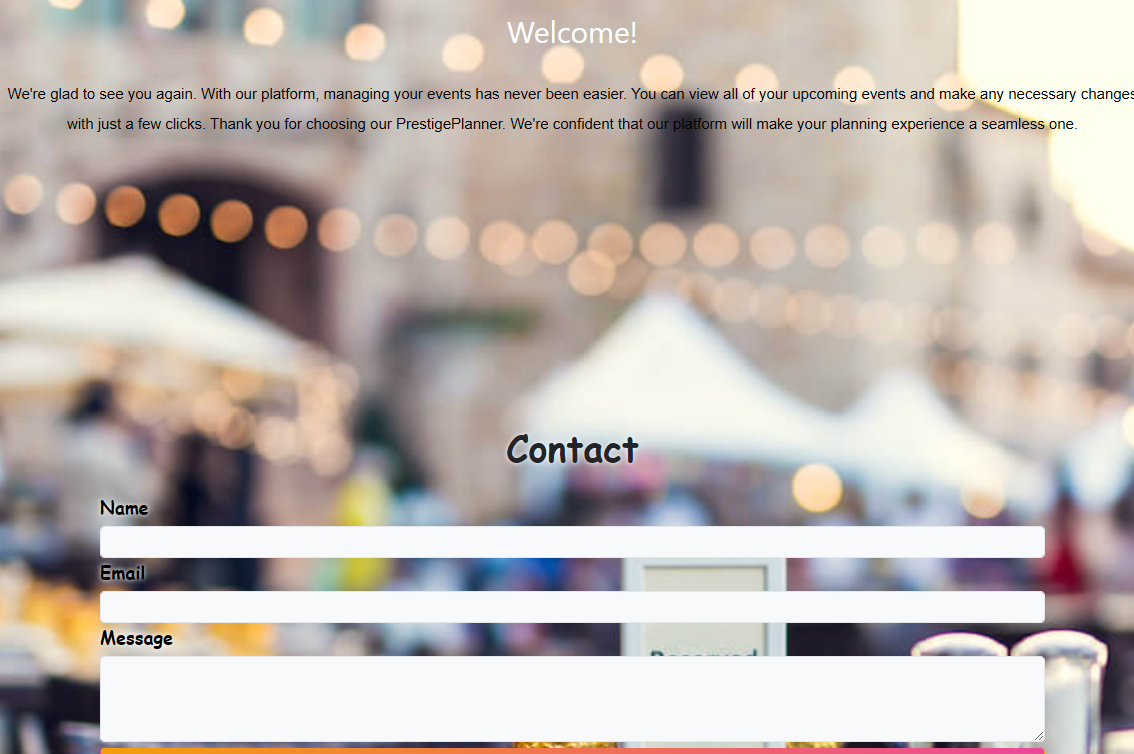 Welcome!
We're glad to see you again. With our platform, managing your events has never been easier. You can view all of your upcoming events and make any necessary changes
with just a few clicks. Thank you for choosing our PrestigePlanner. We're confident that our platform will make your planning experience a seamless one.
Contact
Name
Email
Reserved
Message